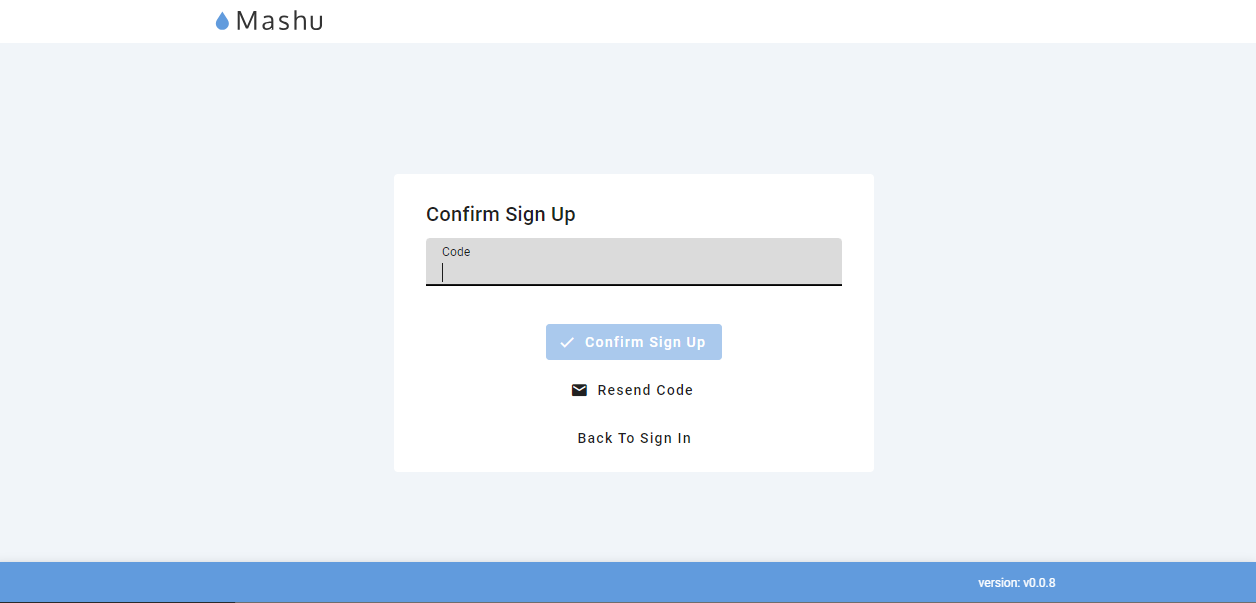 Mashu
Confirm Sign Up
Code
Confirm Sign Up
Resend Code
Back To Sign In
version: v0.0.8